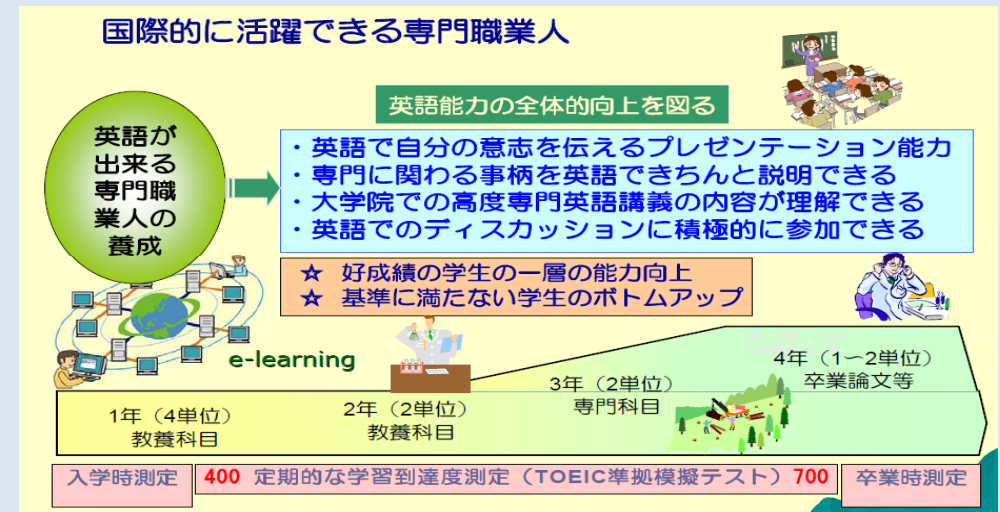 国際的に活躍できる専門職業人
英語能力の全体的向上を図る
英語が
出来る
専門職
業人の
養成
・英語で自分の意志を伝えるプレゼンテーション能力
・専門に関わる事柄を英語できちんと説明できる
・大学院での高度専門英語講義の内容が理解できる
・英語でのディスカッションに積極的に参加できる
☆ 好成績の学生の一層の能力向上
☆ 基準に満たない学生のボトムアップ
e-learning
1年（4単位）
教養科目
2年（2単位）
教養科目
3年（2単位）
専門科目
4年（1～2単位）
卒業論文等
入学時測定
400 定期的な学習到達度測定（TOEIC準拠模擬テスト）700
卒業時測定